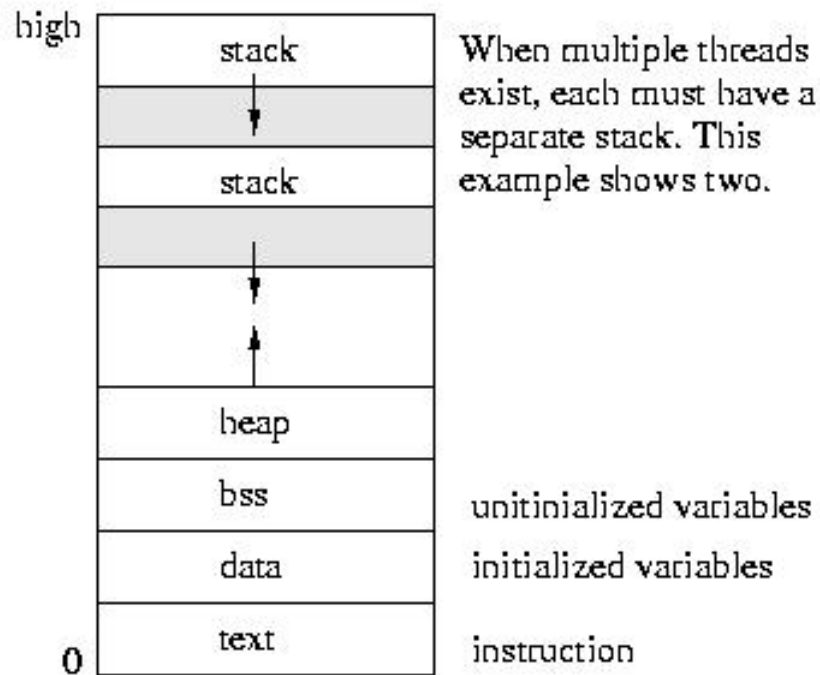 high
stack
When multiple threads
exist, each must have a
separate stack. This
example shows two.
stack
heap
bss
unitinialized variables
data
initialized variables
text
instruction
0